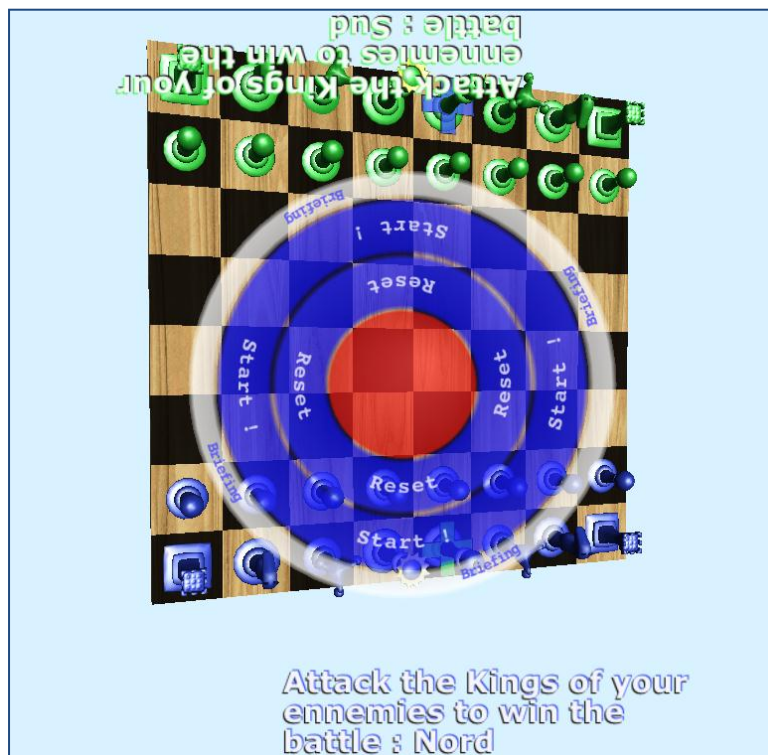 battle : Sud
ennemies to win the
Attack the Kings of your
Briefing
Start !
Reset
Briefing
Start !
Reset
Reset
Start !
Briefing
Reset
Start !
Briefing
Attack the Kings of your
ennemies to win the
battle : Nord